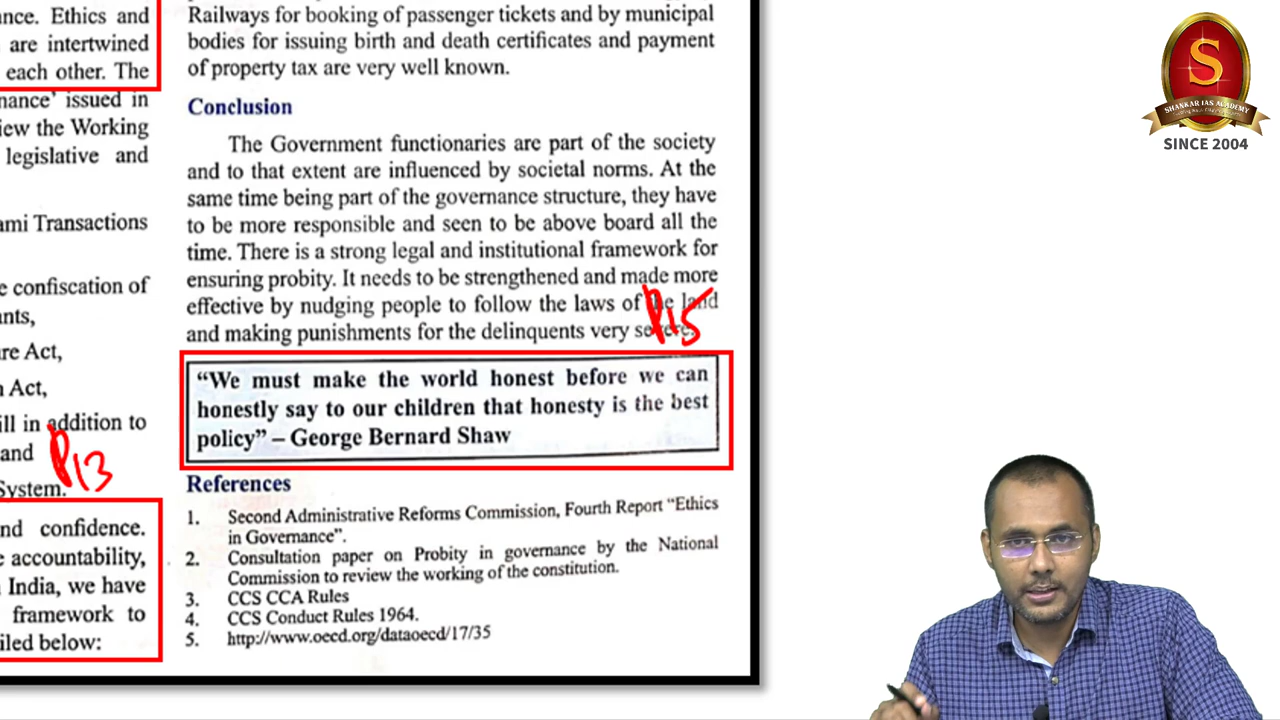 ance. Ethics and
are intertwined
each other. The
nance’ issued in
iew the Working
legislative and
ami Transactions
e confiscation of
ants,
re Act,
n Act,
ill in addition to
and
System.
P13
nd confidence.
e accountability,
India, we have
framework to
iled below:
Railways for booking of passenger tickets and by municipal
bodies for issuing birth and death certificates and payment
of property tax are very well known.
Conclusion
The Government functionaries are part of the society
and to that extent are influenced by societal norms. At the
same time being part of the governance structure, they have
to be more responsible and seen to be above board all the
time. There is a strong legal and institutional framework for
ensuring probity. It needs to be strengthened and made more
effective by nudging people to follow the laws of the land
and making punishments for the delinquents very severe.
P15
“We must make the world honest before we can
honestly say to our children that honesty is the best
policy” – George Bernard Shaw
References
1. Second Administrative Reforms Commission, Fourth Report “Ethics
in Governance”.
2. Consultation paper on Probity in governance by the National
Commission to review the working of the constitution.
3. CCS CCA Rules
4. CCS Conduct Rules 1964.
5. http://www.oecd.org/dataoecd/17/35
S
SHANKAR IAS ACADEMY
SINCE 2004